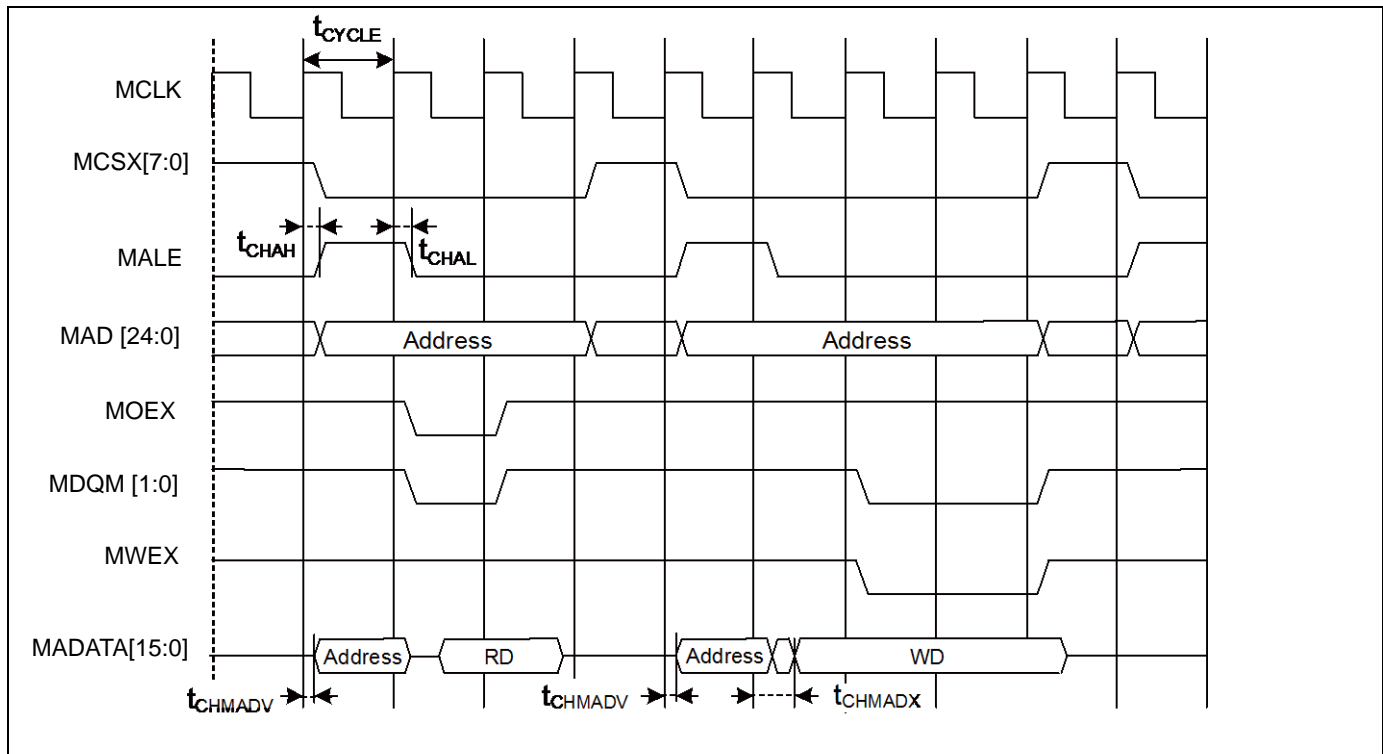 tCYCLE
MCLK
MCSX[7:0]
tCHAH
tCHAL
MALE
MAD [24:0]
Address
Address
MOEX
MDQM [1:0]
MWEX
MADATA[15:0]
Address
RD
Address
WD
tCHMADV
tCHMADV
tCHMADX